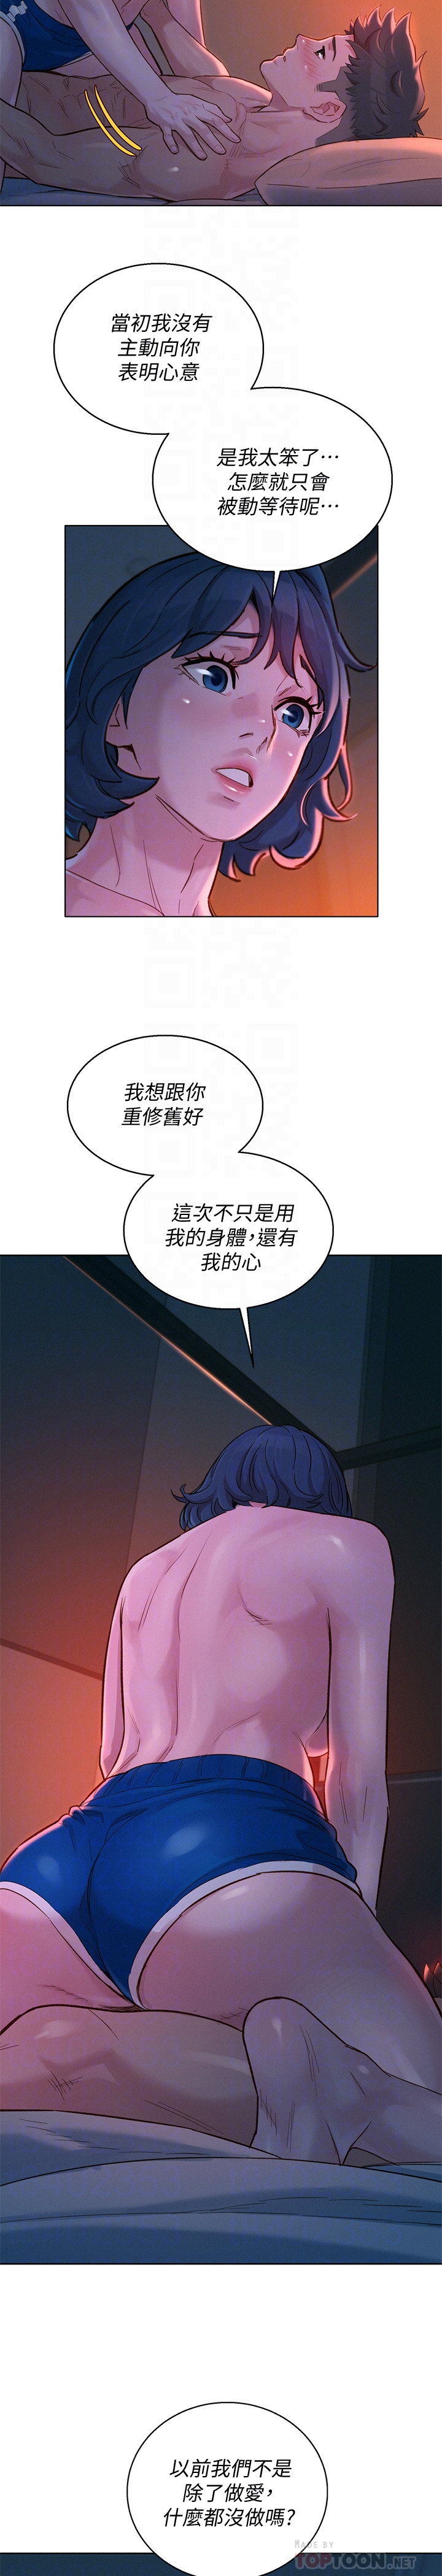 當初我沒有
主動向你
表明心意
是我太笨了…
怎麼就只會
被動等待呢…
我想跟你
重修舊好
這次不只是用
我的身體，還有
我的心
以前我們不是
除了做愛，
什麼都沒做嗎?
MADE BY
TOPTOON.NET